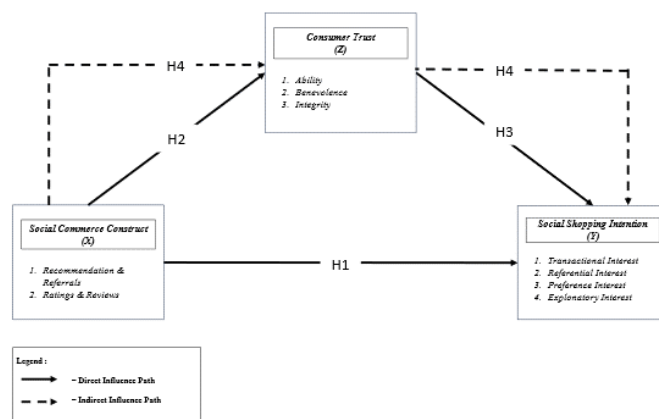 Consumer Trust
(Z)
1. Ability
2. Benevolence
3. Integrity
H4
H4
H2
H3
Social Commerce Construct
(X)
1. Recommendation &
Referrals
2. Ratings & Reviews
H1
Social Shopping Intention
(Y)
1. Transactional Interest
2. Referential Interest
3. Preference Interest
4. Explonatory Interest
Legend :
= Direct Influence Path
= Indirect Influence Path